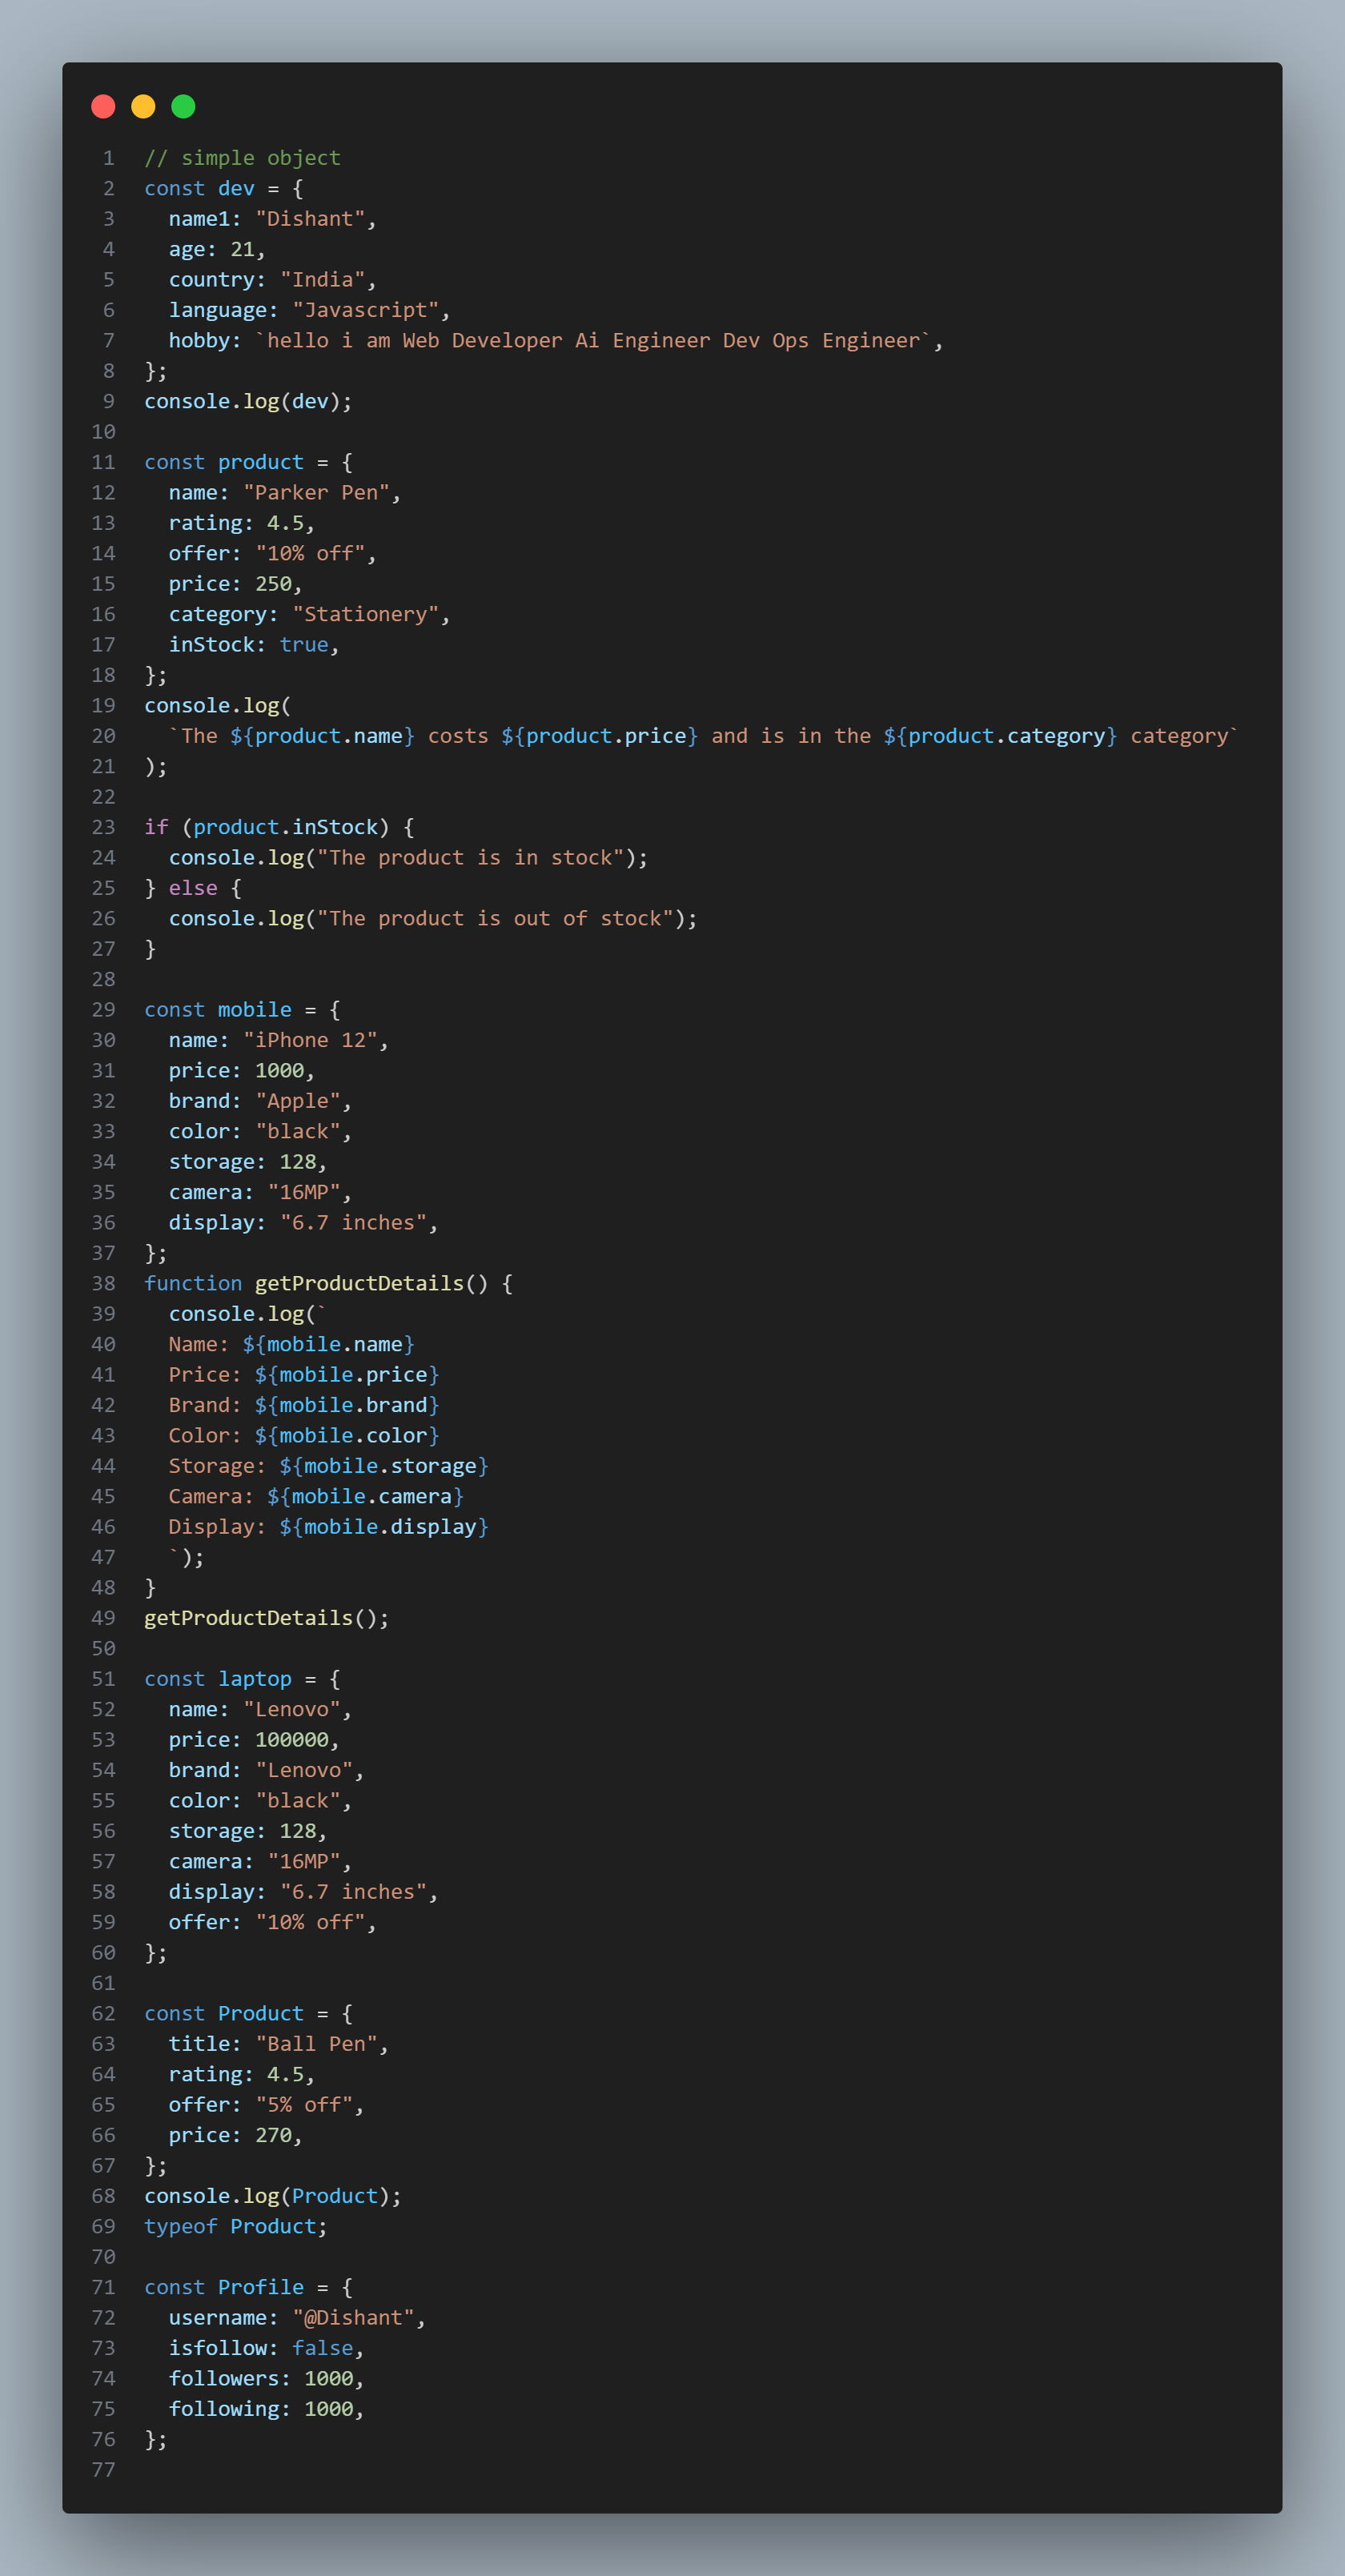 1 // simple object
2 const dev = {
3   name1: "Dishant",
4   age: 21,
5   country: "India",
6   language: "Javascript",
7   hobby: `hello i am Web Developer Ai Engineer Dev Ops Engineer`,
8 };
9 console.log(dev);
10
11 const product = {
12   name: "Parker Pen",
13   rating: 4.5,
14   offer: "10% off",
15   price: 250,
16   category: "Stationery",
17   inStock: true,
18 };
19 console.log(
20   `The ${product.name} costs ${product.price} and is in the ${product.category} category`
21 );
22
23 if (product.inStock) {
24   console.log("The product is in stock");
25 } else {
26   console.log("The product is out of stock");
27 }
28
29 const mobile = {
30   name: "iPhone 12",
31   price: 1000,
32   brand: "Apple",
33   color: "black",
34   storage: 128,
35   camera: "16MP",
36   display: "6.7 inches",
37 };
38 function getProductDetails() {
39   console.log(`
40   Name: ${mobile.name}
41   Price: ${mobile.price}
42   Brand: ${mobile.brand}
43   Color: ${mobile.color}
44   Storage: ${mobile.storage}
45   Camera: ${mobile.camera}
46   Display: ${mobile.display}
47   `);
48 }
49 getProductDetails();
50
51 const laptop = {
52   name: "Lenovo",
53   price: 100000,
54   brand: "Lenovo",
55   color: "black",
56   storage: 128,
57   camera: "16MP",
58   display: "6.7 inches",
59   offer: "10% off",
60 };
61
62 const Product = {
63   title: "Ball Pen",
64   rating: 4.5,
65   offer: "5% off",
66   price: 270,
67 };
68 console.log(Product);
69 typeof Product;
70
71 const Profile = {
72   username: "@Dishant",
73   isfollow: false,
74   followers: 1000,
75   following: 1000,
76 };
77